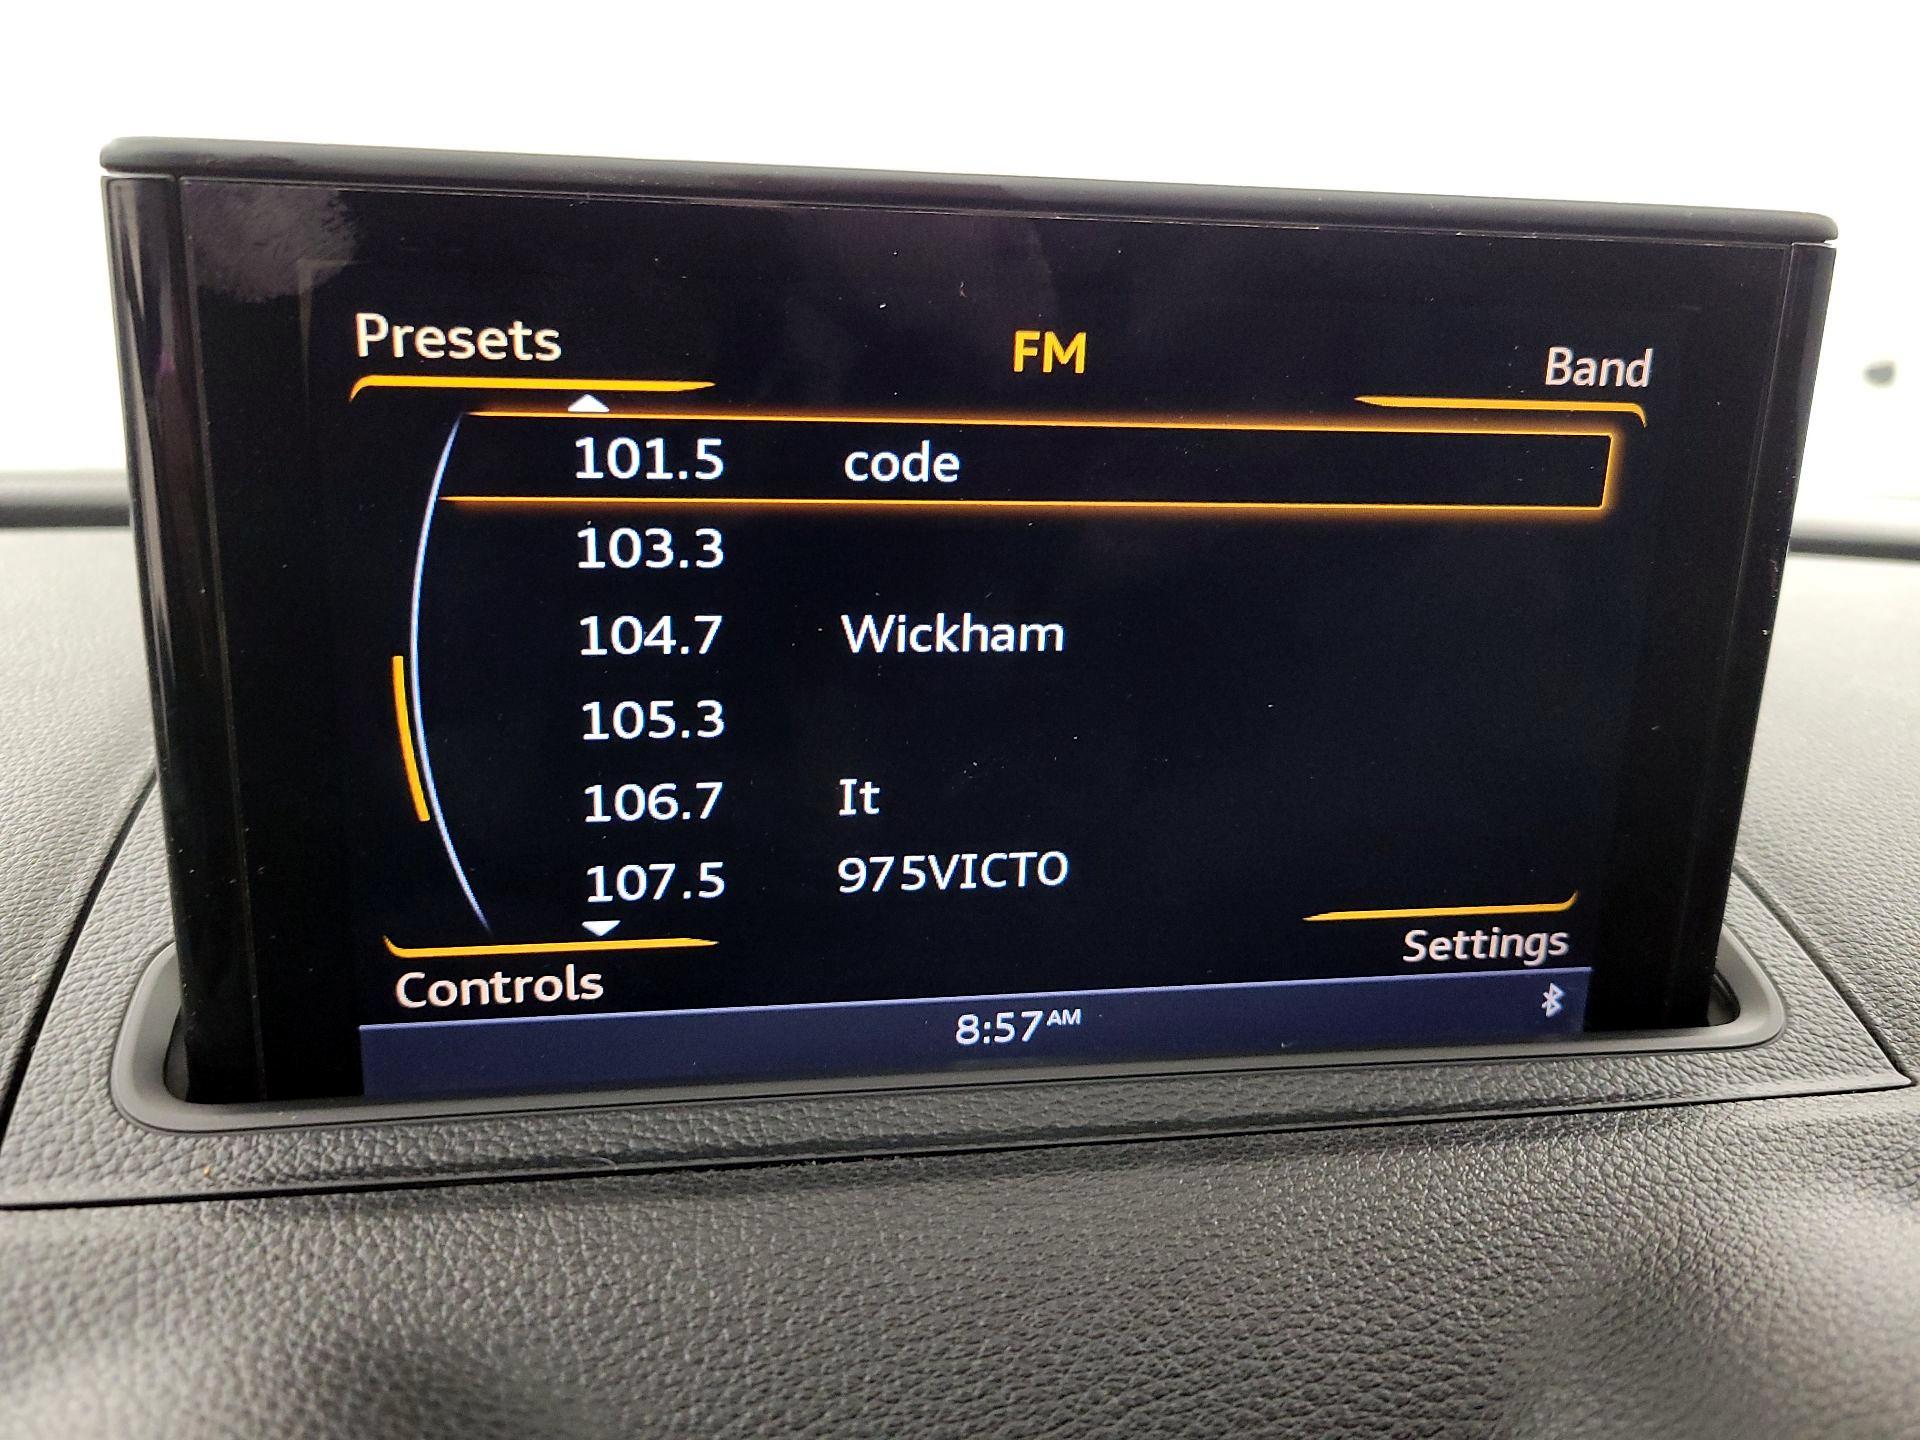 Presets FM Band
101.5 code
103.3
104.7 Wickham
105.3
106.7 It
107.5 975VICTO
Settings
Controls
8:57AM